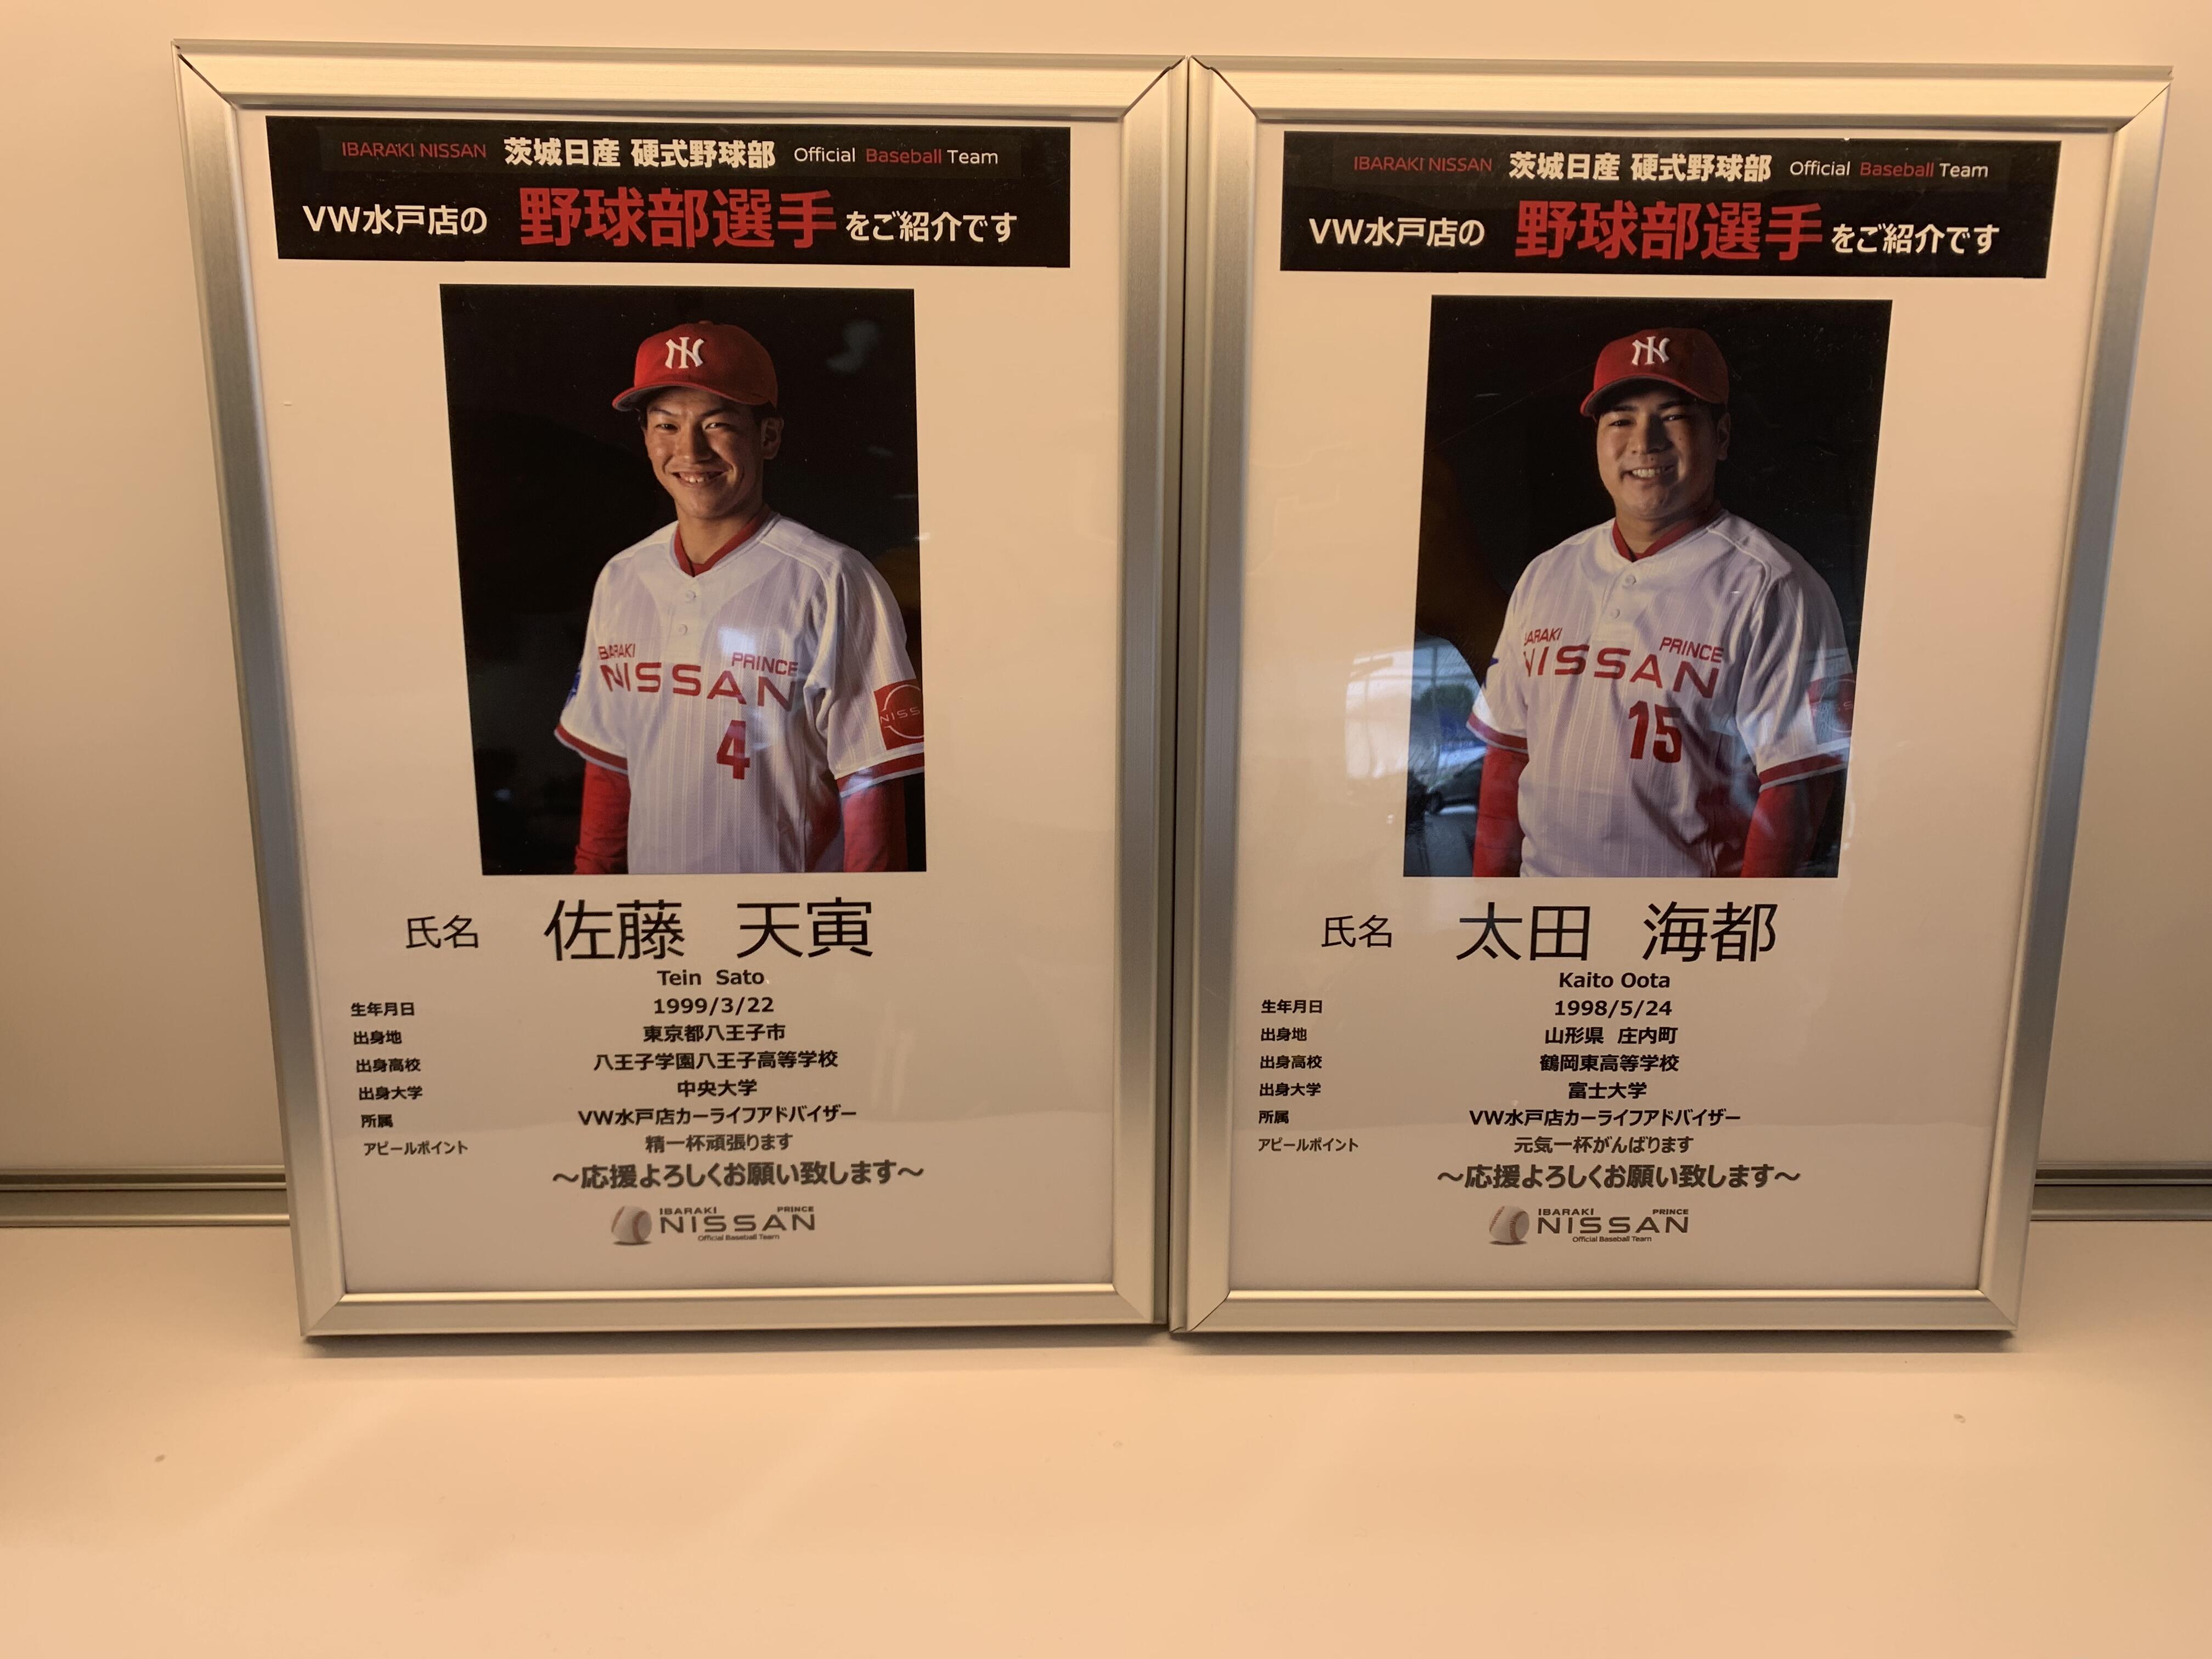 IBARAKI NISSAN 茨城日産 硬式野球部 Official Baseball Team
VW水戸店の 野球部選手 をご紹介です
IBARAKI PRINCE
NISSAN
4
NISS
氏名 佐藤 天寅
Tein Sato
生年月日 1999/3/22
出身地 東京都八王子市
出身高校 八王子学園八王子高等学校
出身大学 中央大学
所属 VW水戸店カーライフアドバイザー
アピールポイント 精一杯頑張ります
～応援よろしくお願い致します～
IBARAKI PRINCE
NISSAN
Official Baseball Team
IBARAKI NISSAN 茨城日産 硬式野球部 Official Baseball Team
VW水戸店の 野球部選手 をご紹介です
BARAKI PRINCE
NISSAN
15
氏名 太田 海都
Kaito Oota
生年月日 1998/5/24
出身地 山形県 庄内町
出身高校 鶴岡東高等学校
出身大学 富士大学
所属 VW水戸店カーライフアドバイザー
アピールポイント 元気一杯がんばります
～応援よろしくお願い致します～
IBARAKI PRINCE
NISSAN
Official Baseball Team